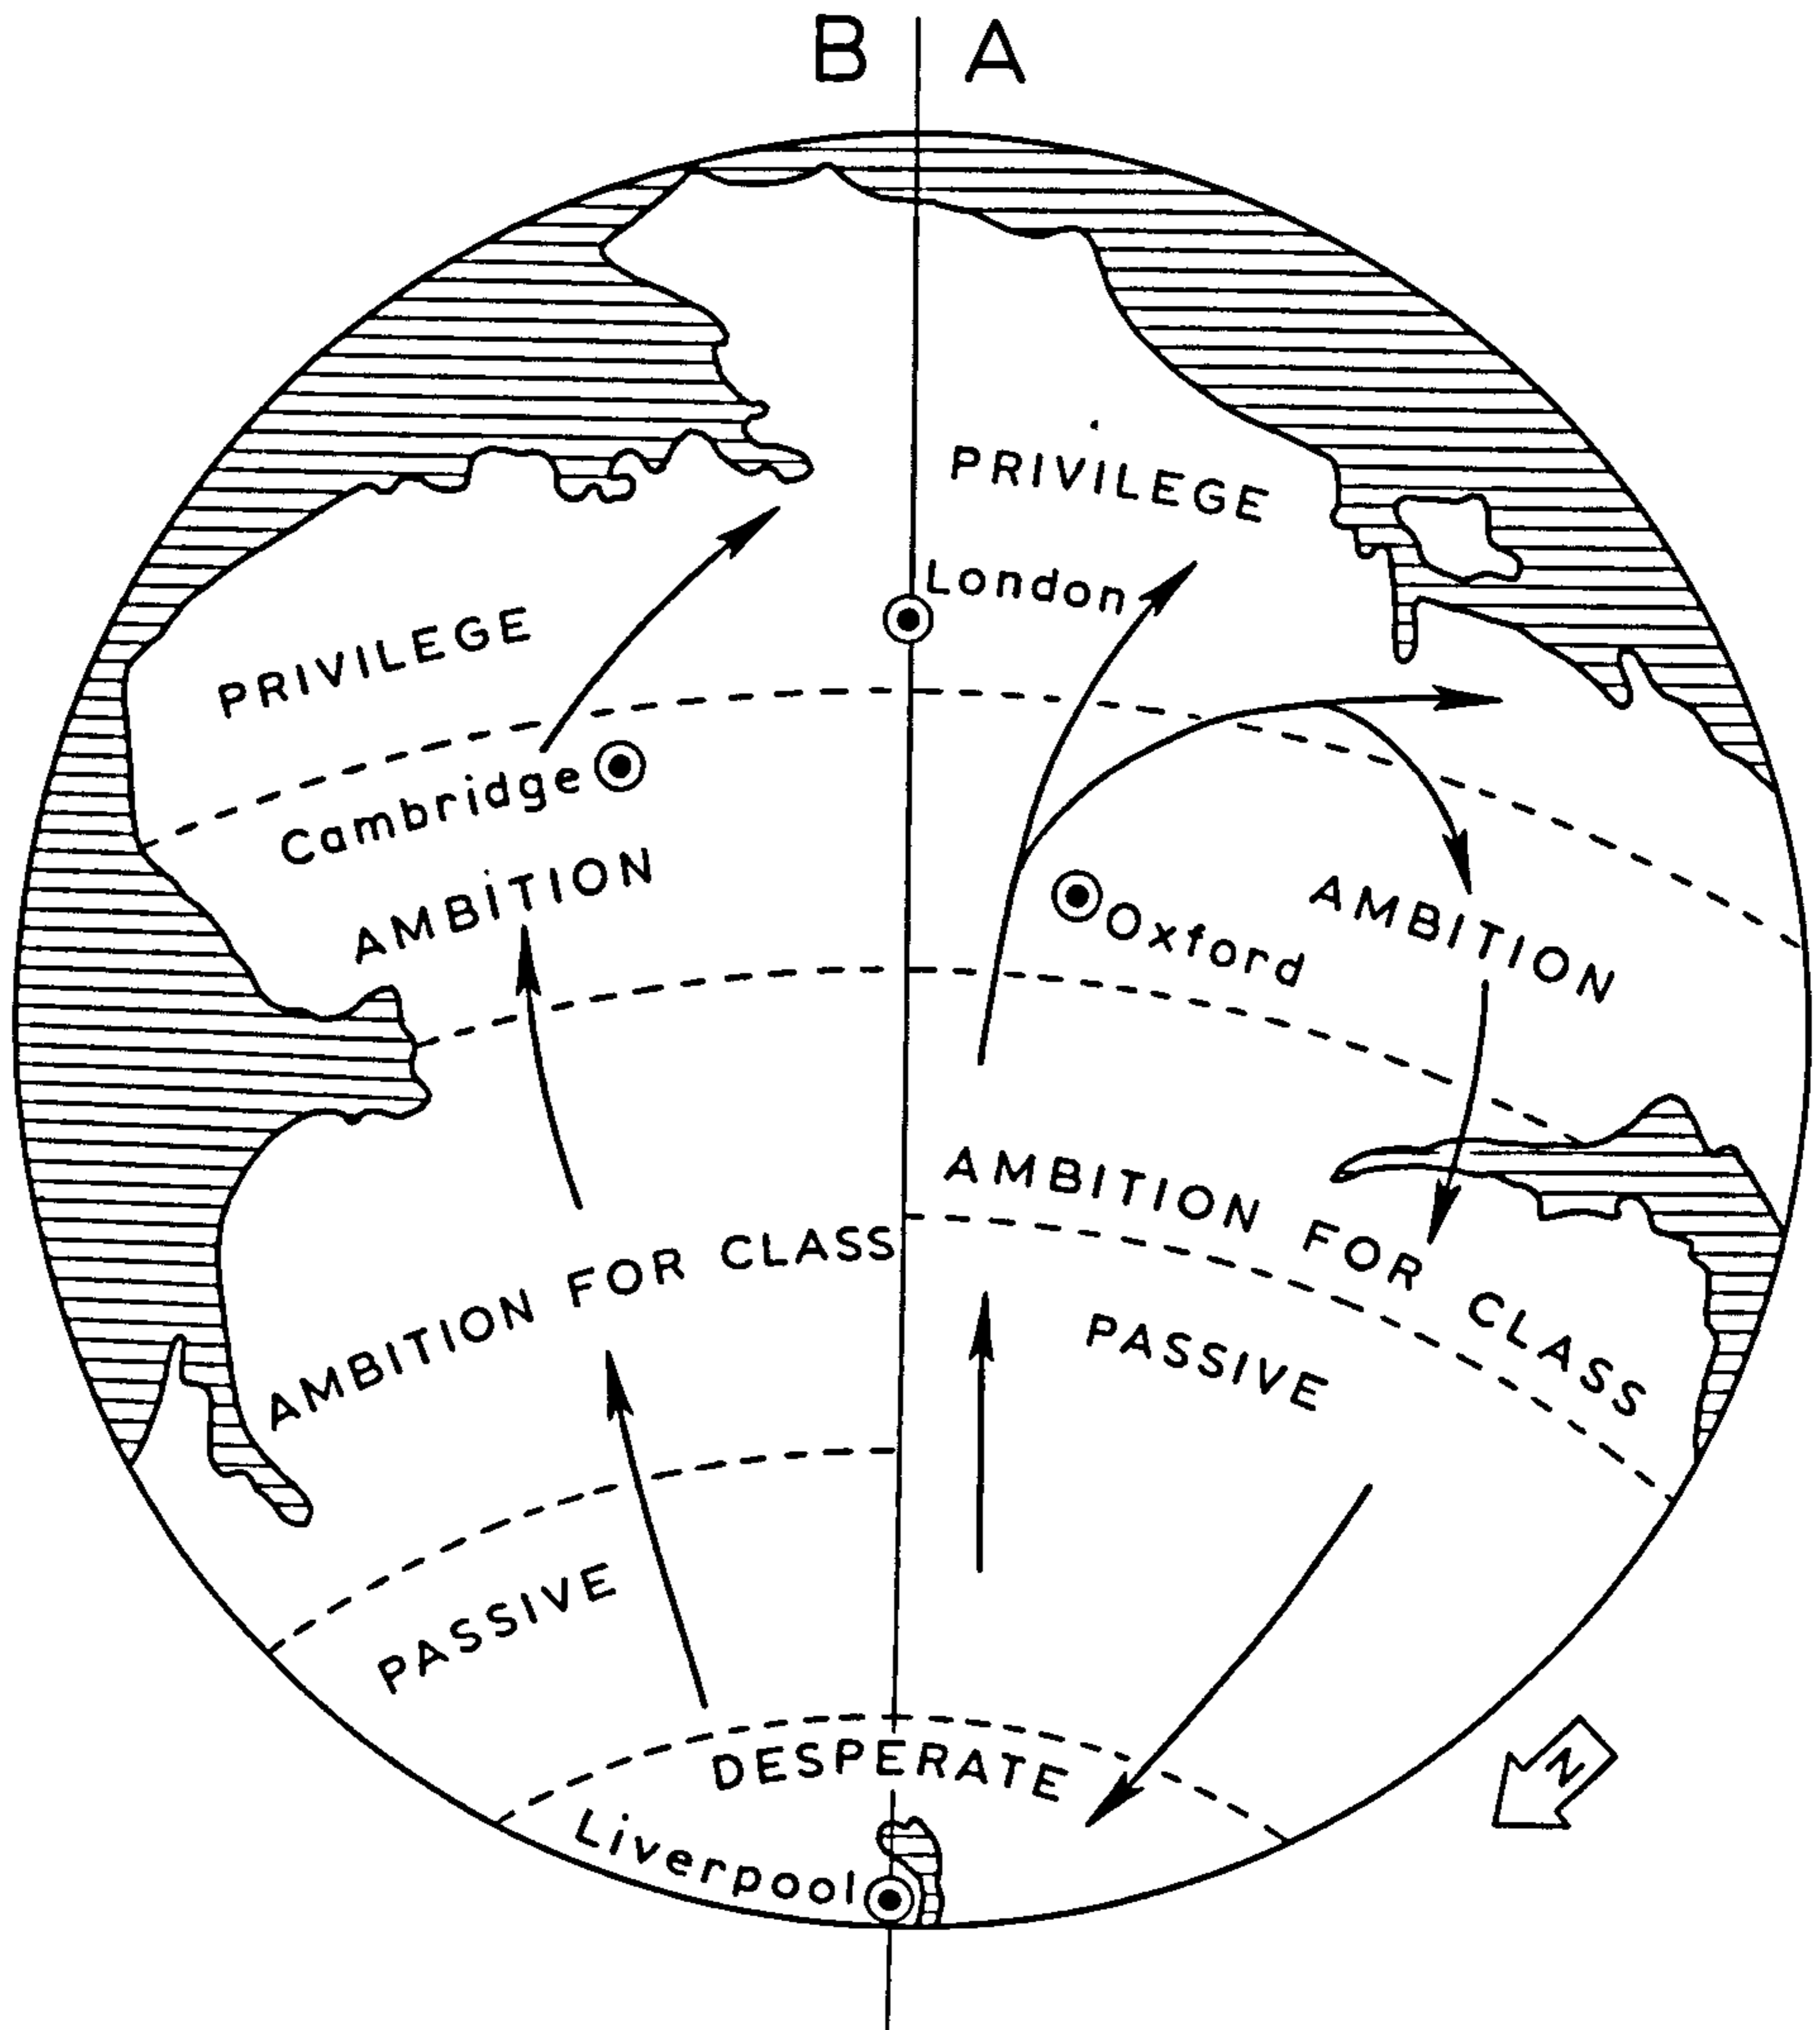 B A
PRIVILEGE
London
PRIVILEGE
Cambridge
AMBITION
Oxford
AMBITION
AMBITION FOR CLASS
AMBITION FOR CLASS
PASSIVE
PASSIVE
DESPERATE
Liverpool
N